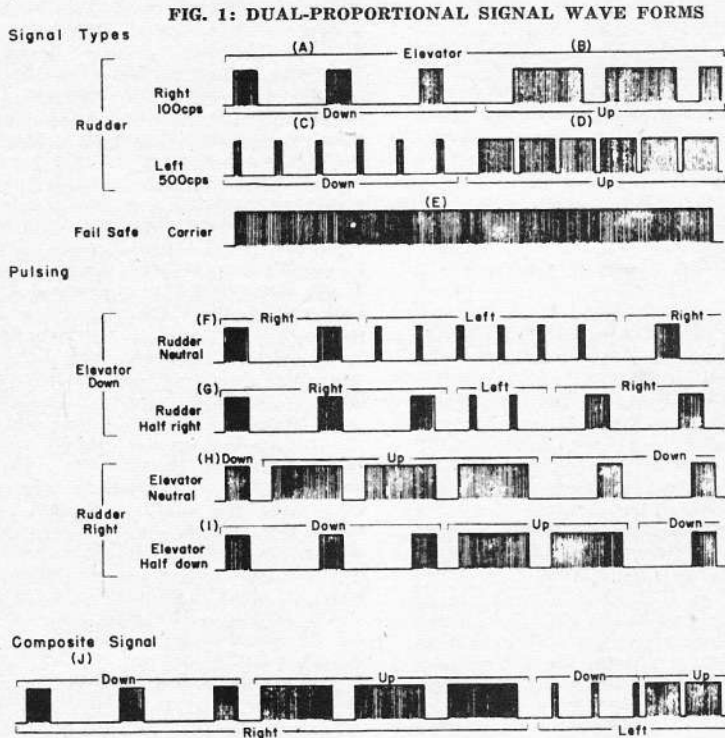 FIG. 1: DUAL-PROPORTIONAL SIGNAL WAVE FORMS
Signal Types
(A) (B)
Elevator
Right
100cps
Down Up
Rudder
(C) (D)
Left
500cps
Down Up
(E)
Fail Safe Carrier
Pulsing
(F) Right Left Right
Rudder
Neutral
Elevator
Down
(G) Right Left Right
Rudder
Half right
(H) Down Up Down
Elevator
Neutral
Rudder
Right
(I) Down Up Down
Elevator
Half down
Composite Signal
(J)
Down Up Down Up
Right Left